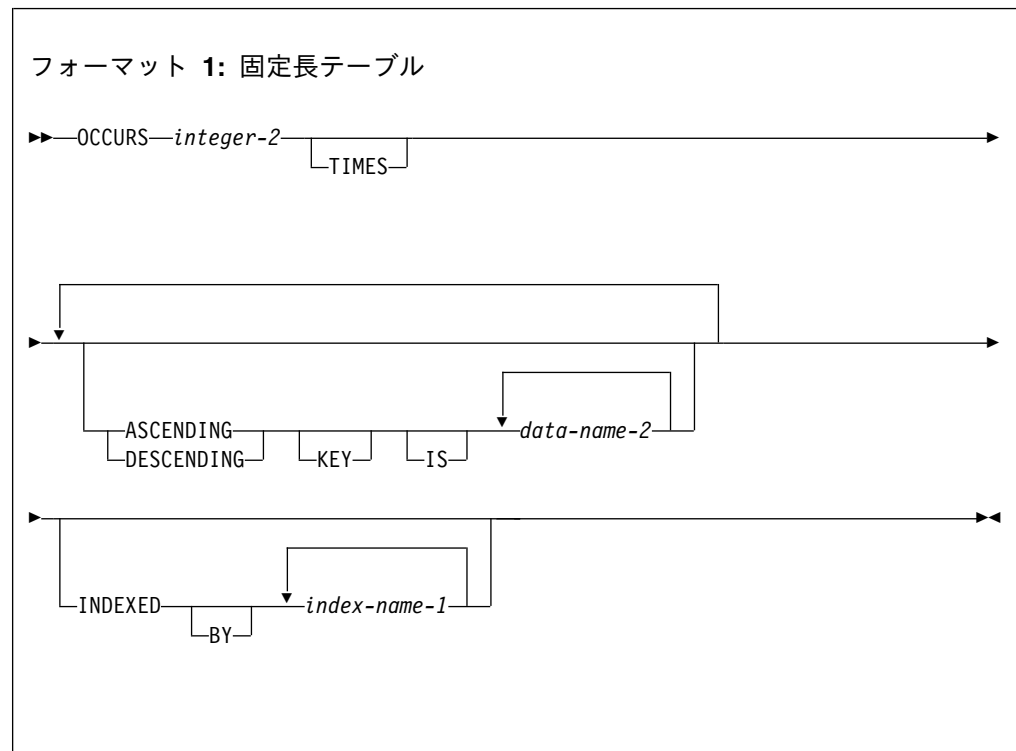 フォーマット 1: 固定長テーブル
OCCURS integer-2
TIMES
ASCENDING data-name-2
DESCENDING KEY IS
INDEXED index-name-1
BY